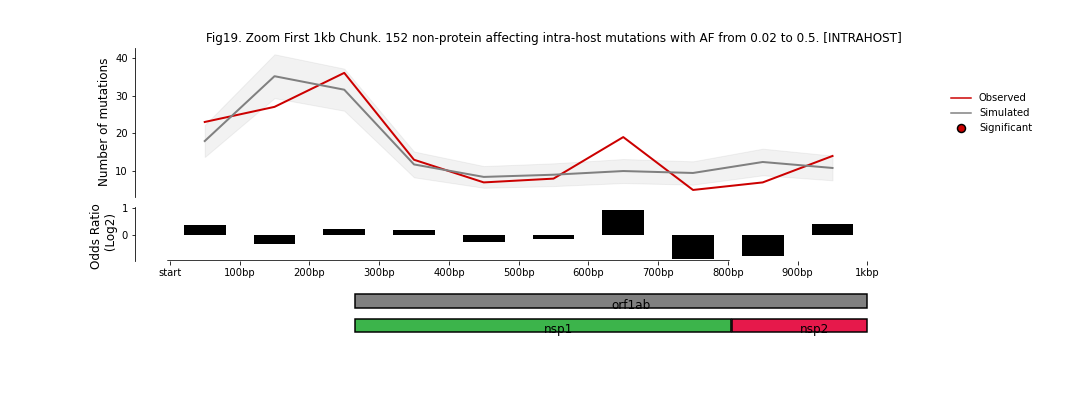 Fig19. Zoom First 1kb Chunk. 152 non-protein affecting intra-host mutations with AF from 0.02 to 0.5. [INTRAHOST]
Number of mutations
40
30
20
10
Observed
Simulated
Significant
Odds Ratio
(Log2)
1
0
start 100bp 200bp 300bp 400bp 500bp 600bp 700bp 800bp 900bp 1kbp
orf1ab
nsp1 nsp2